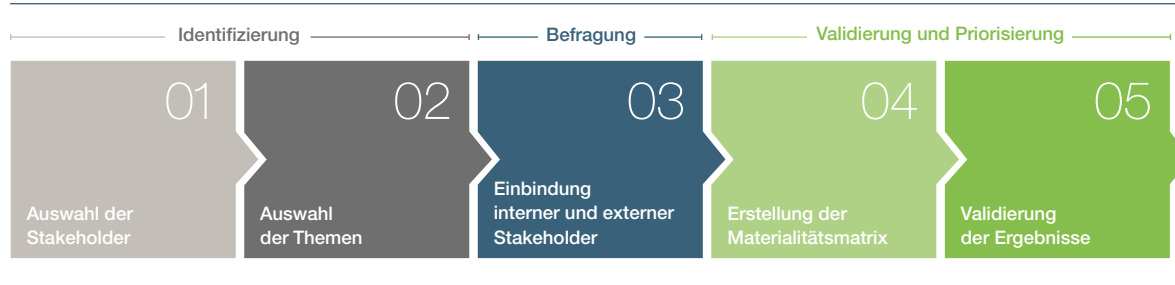 Identifizierung
Befragung
Validierung und Priorisierung
01
02
03
04
05
Auswahl der
Stakeholder
Auswahl
der Themen
Einbindung
interner und externer
Stakeholder
Erstellung der
Materialitätsmatrix
Validierung
der Ergebnisse